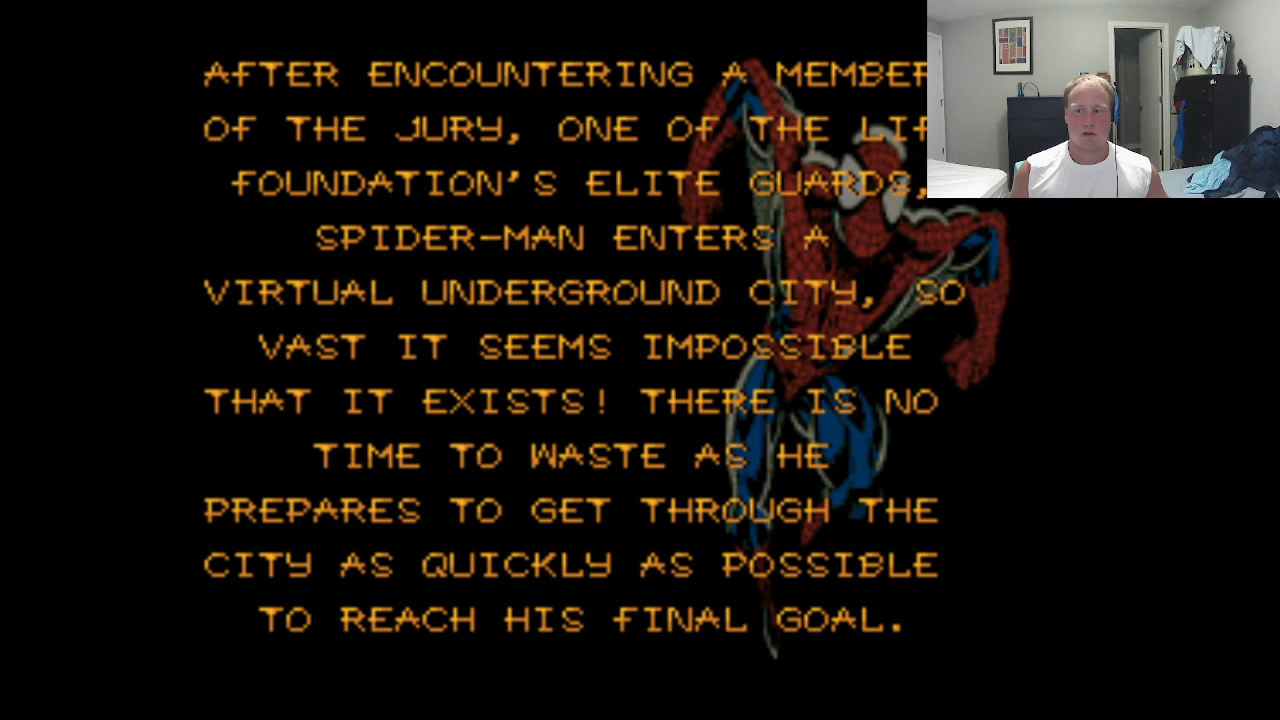 AFTER ENCOUNTERING A MEMBER
OF THE JURY, ONE OF THE
FOUNDATION'S ELITE GUARDS,
SPIDER-MAN ENTERS A
VIRTUAL UNDERGROUND CITY, SO
VAST IT SEEMS IMPOSSIBLE
THAT IT EXISTS! THERE IS NO
TIME TO WASTE AS HE
PREPARES TO GET THROUGH THE
CITY AS QUICKLY AS POSSIBLE
TO REACH HIS FINAL GOAL.